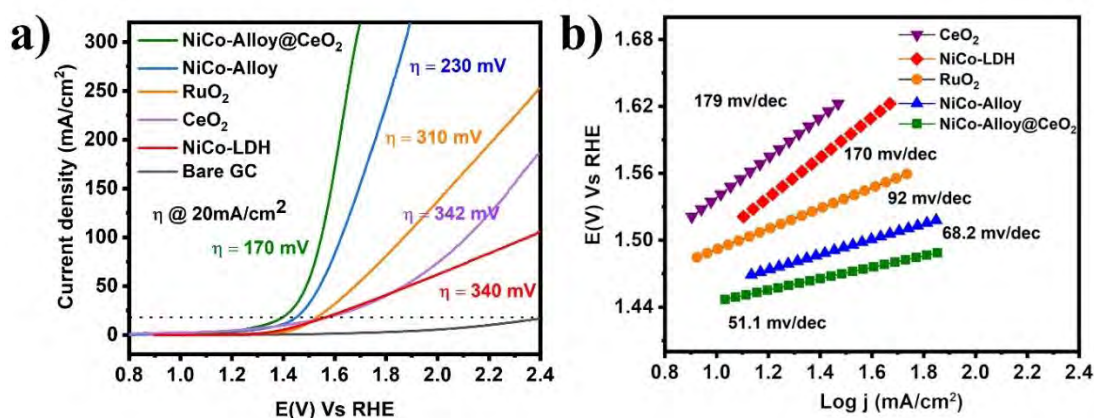 a)
Current density (mA/cm²)
300
250
200
150
100
50
0
NiCo-Alloy@CeO₂
NiCo-Alloy
RuO₂
CeO₂
NiCo-LDH
Bare GC
η @ 20mA/cm²
η = 230 mV
η = 310 mV
η = 342 mV
η = 170 mV
η = 340 mV
0.8 1.0 1.2 1.4 1.6 1.8 2.0 2.2 2.4
E(V) Vs RHE
b)
E(V) Vs RHE
1.68
1.62
1.56
1.50
1.44
CeO₂
NiCo-LDH
RuO₂
NiCo-Alloy
NiCo-Alloy@CeO₂
179 mv/dec
170 mv/dec
92 mv/dec
68.2 mv/dec
51.1 mv/dec
0.8 1.0 1.2 1.4 1.6 1.8 2.0 2.2 2.4
Log j (mA/cm²)